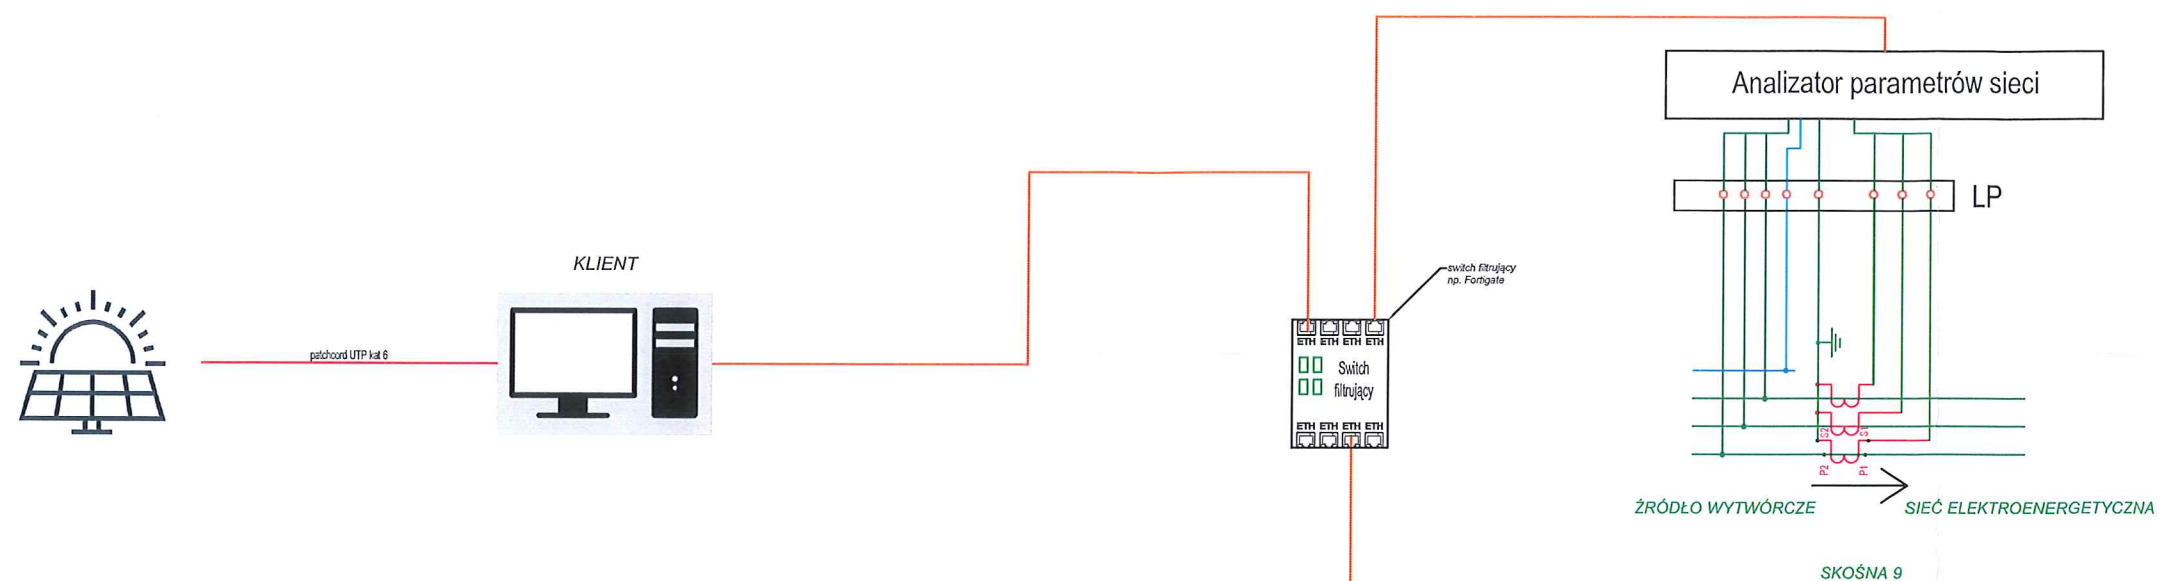 Analizator parametrów sieci
LP
KLIENT
switch filtrujący
np. Fortigate
patchcord UTP kat 6
ETH ETH ETH ETH
Switch
filtrujący
ETH ETH ETH ETH
S2 S1
P2 P1
ŹRÓDŁO WYTWÓRCZE
SIEĆ ELEKTROENERGETYCZNA
SKOŚNA 9